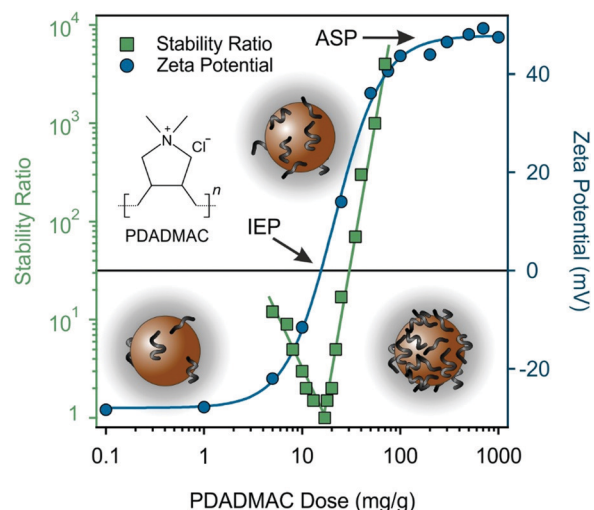 10⁴
10³
10²
10¹
1
Stability Ratio
Stability Ratio
Zeta Potential
ASP
N
+
Cl⁻
n
PDADMAC
IEP
40
20
0
-20
Zeta Potential (mV)
0.1 1 10 100 1000
PDADMAC Dose (mg/g)